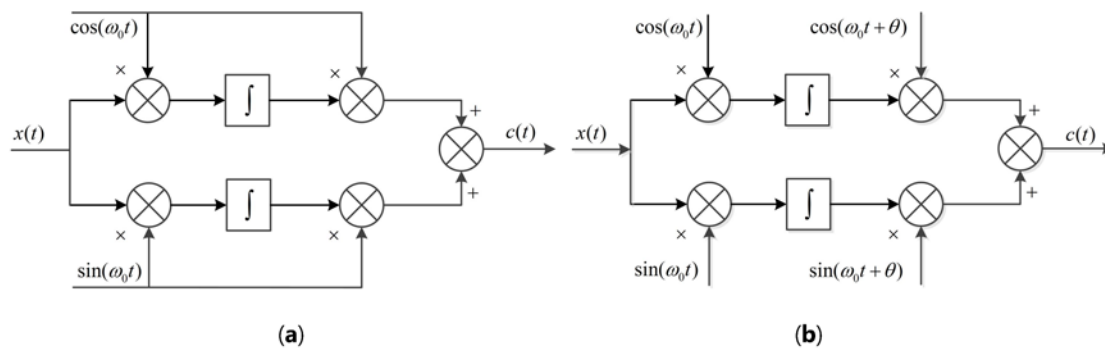 cos(ω₀t)
×
∫
×
+
x(t)
c(t)
×
∫
×
+
sin(ω₀t)
(a)
cos(ω₀t)
cos(ω₀t + θ)
×
∫
×
+
x(t)
c(t)
×
∫
×
+
sin(ω₀t)
sin(ω₀t + θ)
(b)